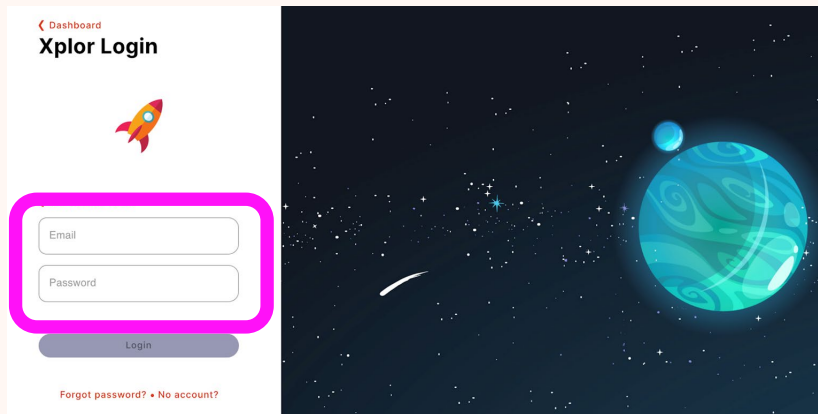 ❮ Dashboard
Xplor Login
Email
Password
Login
Forgot password? • No account?